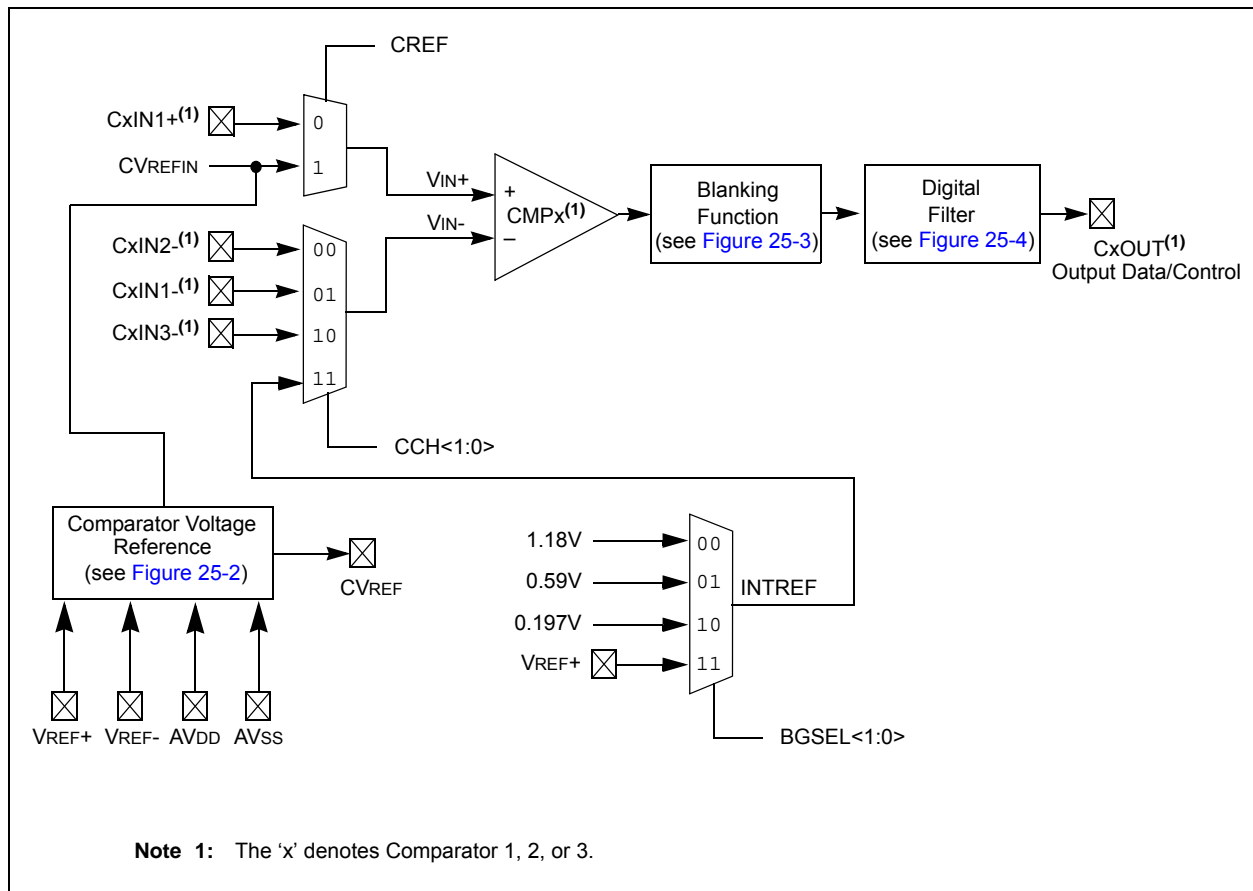 CREF
CxIN1+(1)
0
CVREFIN
1
VIN+
+
CMPx(1)
VIN-
–
Blanking
Function
(see Figure 25-3)
Digital
Filter
(see Figure 25-4)
CxOUT(1)
Output Data/Control
CxIN2-(1)
00
CxIN1-(1)
01
CxIN3-(1)
10
11
CCH<1:0>
Comparator Voltage
Reference
(see Figure 25-2)
CVREF
VREF+ VREF- AVDD AVSS
1.18V
00
0.59V
01
INTREF
0.197V
10
VREF+
11
BGSEL<1:0>
Note 1: The ‘x’ denotes Comparator 1, 2, or 3.